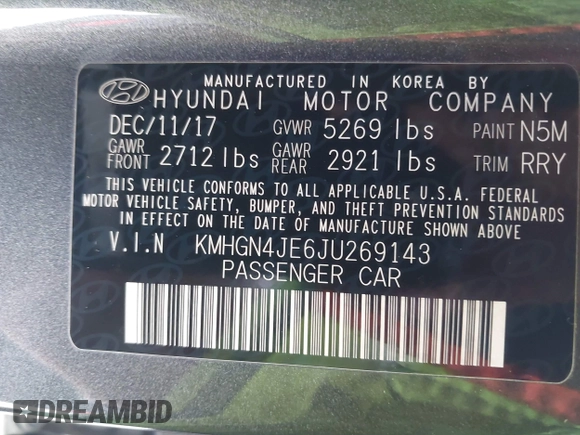 MANUFACTURED IN KOREA BY
HYUNDAI MOTOR COMPANY
DEC/11/17 GVWR 5269 lbs PAINT N5M
GAWR FRONT 2712 lbs GAWR REAR 2921 lbs TRIM RRY
THIS VEHICLE CONFORMS TO ALL APPLICABLE U.S.A. FEDERAL
MOTOR VEHICLE SAFETY, BUMPER, AND THEFT PREVENTION STANDARDS
IN EFFECT ON THE DATE OF MANUFACTURE SHOWN ABOVE
V.I.N KMHGN4JE6JU269143
PASSENGER CAR
DREAMBID